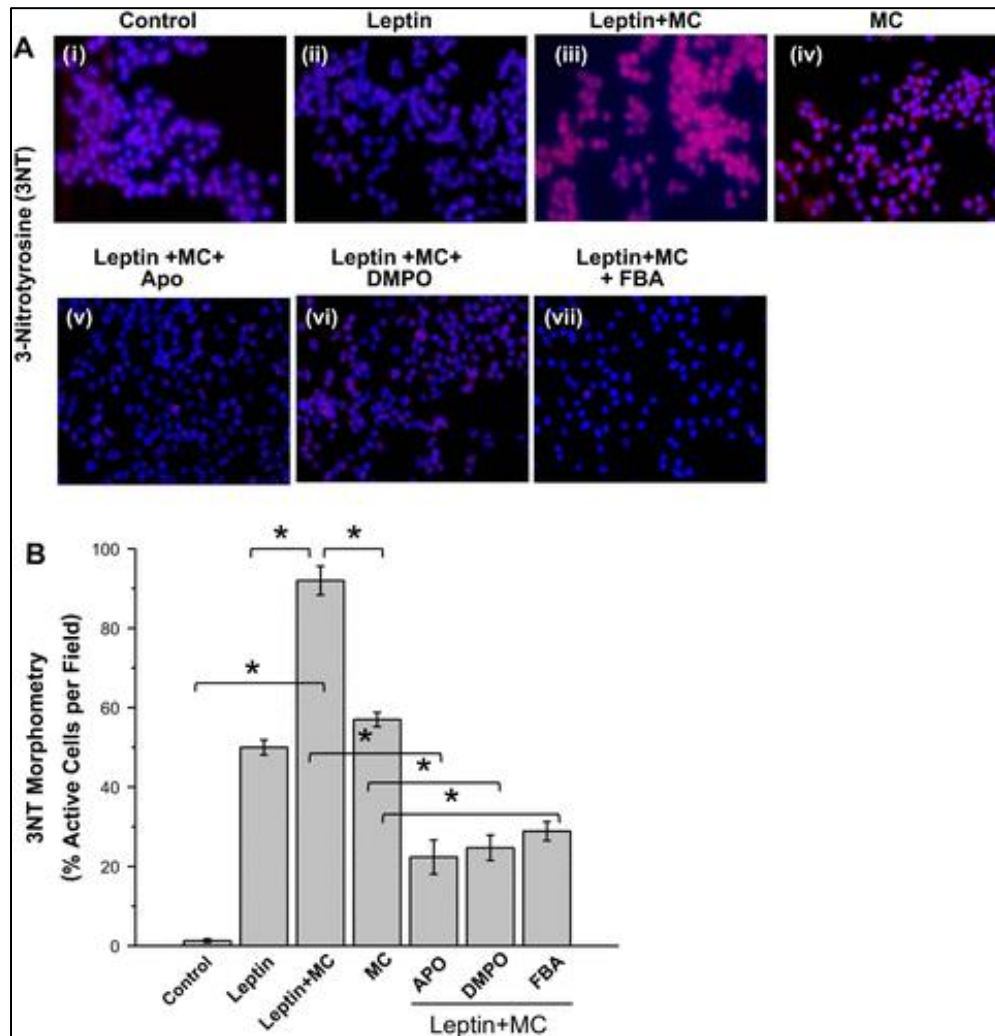 A
Control
Leptin
Leptin+MC
MC
(i)
(ii)
(iii)
(iv)
3-Nitrotyrosine (3NT)
Leptin +MC+
Apo
Leptin +MC+
DMPO
Leptin+MC
+ FBA
(v)
(vi)
(vii)
B
3NT Morphometry
(% Active Cells per Field)
100
80
60
40
20
0
*
*
*
*
*
*
Control
Leptin
Leptin+MC
MC
APO
DMPO
FBA
Leptin+MC